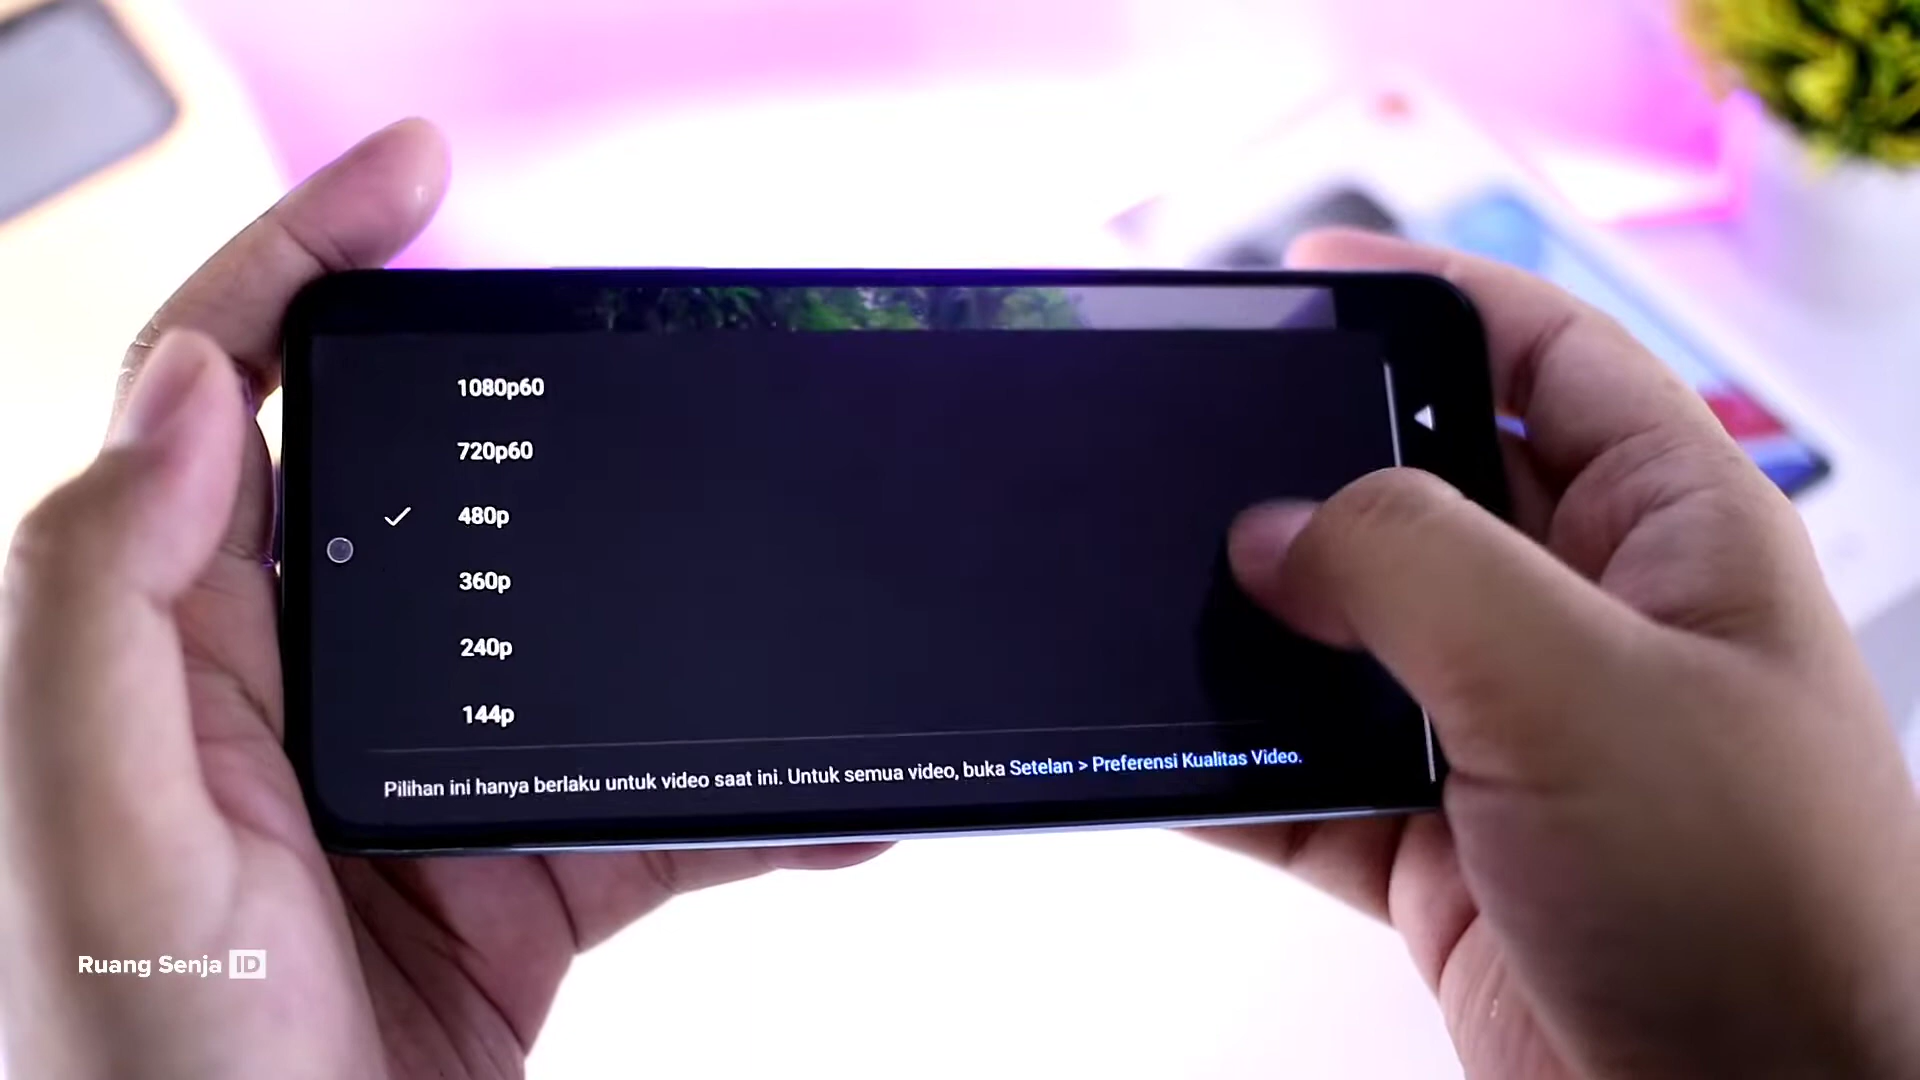 1080p60
720p60
480p
360p
240p
144p
Pilihan ini hanya berlaku untuk video saat ini. Untuk semua video, buka Setelan > Preferensi Kualitas Video.
Ruang Senja ID